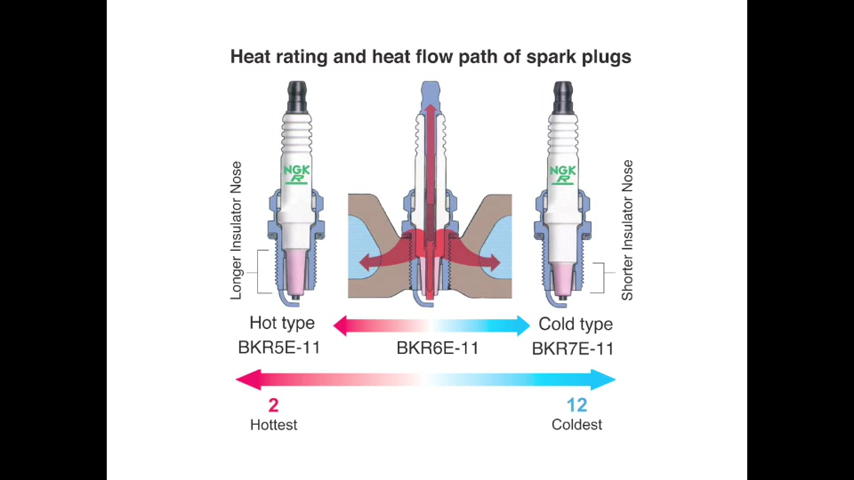 Heat rating and heat flow path of spark plugs
NGK
R
NGK
R
Longer Insulator Nose
Shorter Insulator Nose
Hot type
Cold type
BKR5E-11
BKR6E-11
BKR7E-11
2
12
Hottest
Coldest